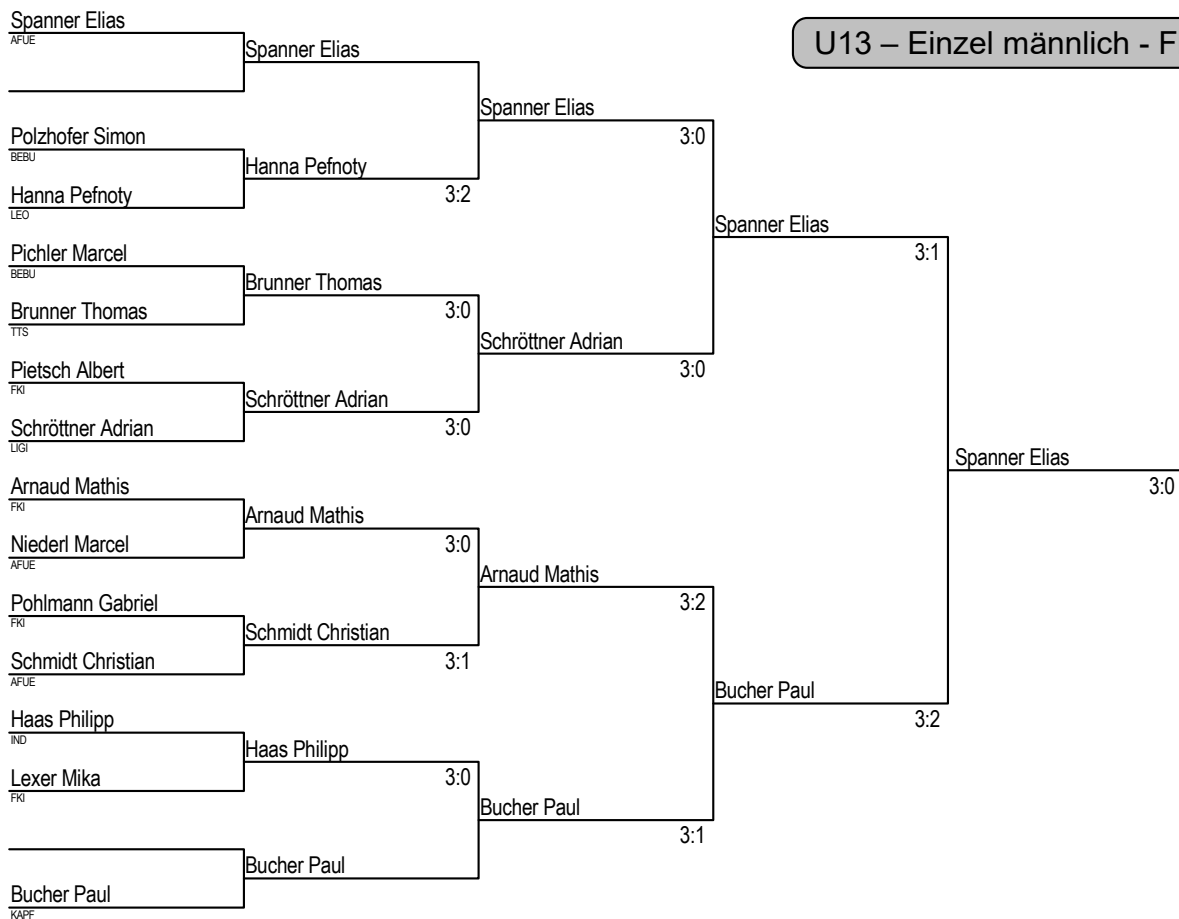 U13 – Einzel männlich - F
Spanner Elias
AFUE
Polzhofer Simon
BEBU
Hanna Pefnoty
LEO
Pichler Marcel
BEBU
Brunner Thomas
TTS
Pietsch Albert
FKI
Schröttner Adrian
LIGI
Arnaud Mathis
FKI
Niederl Marcel
AFUE
Pohlmann Gabriel
FKI
Schmidt Christian
AFUE
Haas Philipp
IND
Lexer Mika
FKI
Bucher Paul
KAPF
Spanner Elias
Hanna Pefnoty
3:2
Brunner Thomas
3:0
Schröttner Adrian
3:0
Arnaud Mathis
3:0
Schmidt Christian
3:1
Haas Philipp
3:0
Bucher Paul
Spanner Elias
3:0
Schröttner Adrian
3:0
Arnaud Mathis
3:2
Bucher Paul
3:1
Spanner Elias
3:1
Bucher Paul
3:2
Spanner Elias
3:0